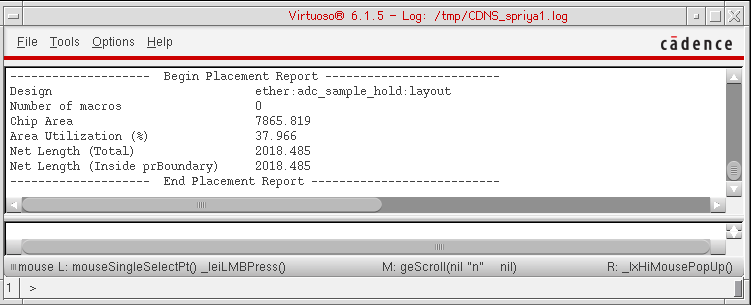 Virtuoso® 6.1.5 - Log: /tmp/CDNS_spriya1.log
File Tools Options Help cādence
-------------------- Begin Placement Report -------------------------
Design ether:adc_sample_hold:layout
Number of macros 0
Chip Area 7865.819
Area Utilization (%) 37.966
Net Length (Total) 2018.485
Net Length (Inside prBoundary) 2018.485
-------------------- End Placement Report ---------------------------
mouse L: mouseSingleSelectPt() _leiLMBPress() M: geScroll(nil "n" nil) R: _lxHiMousePopUp()
1 >